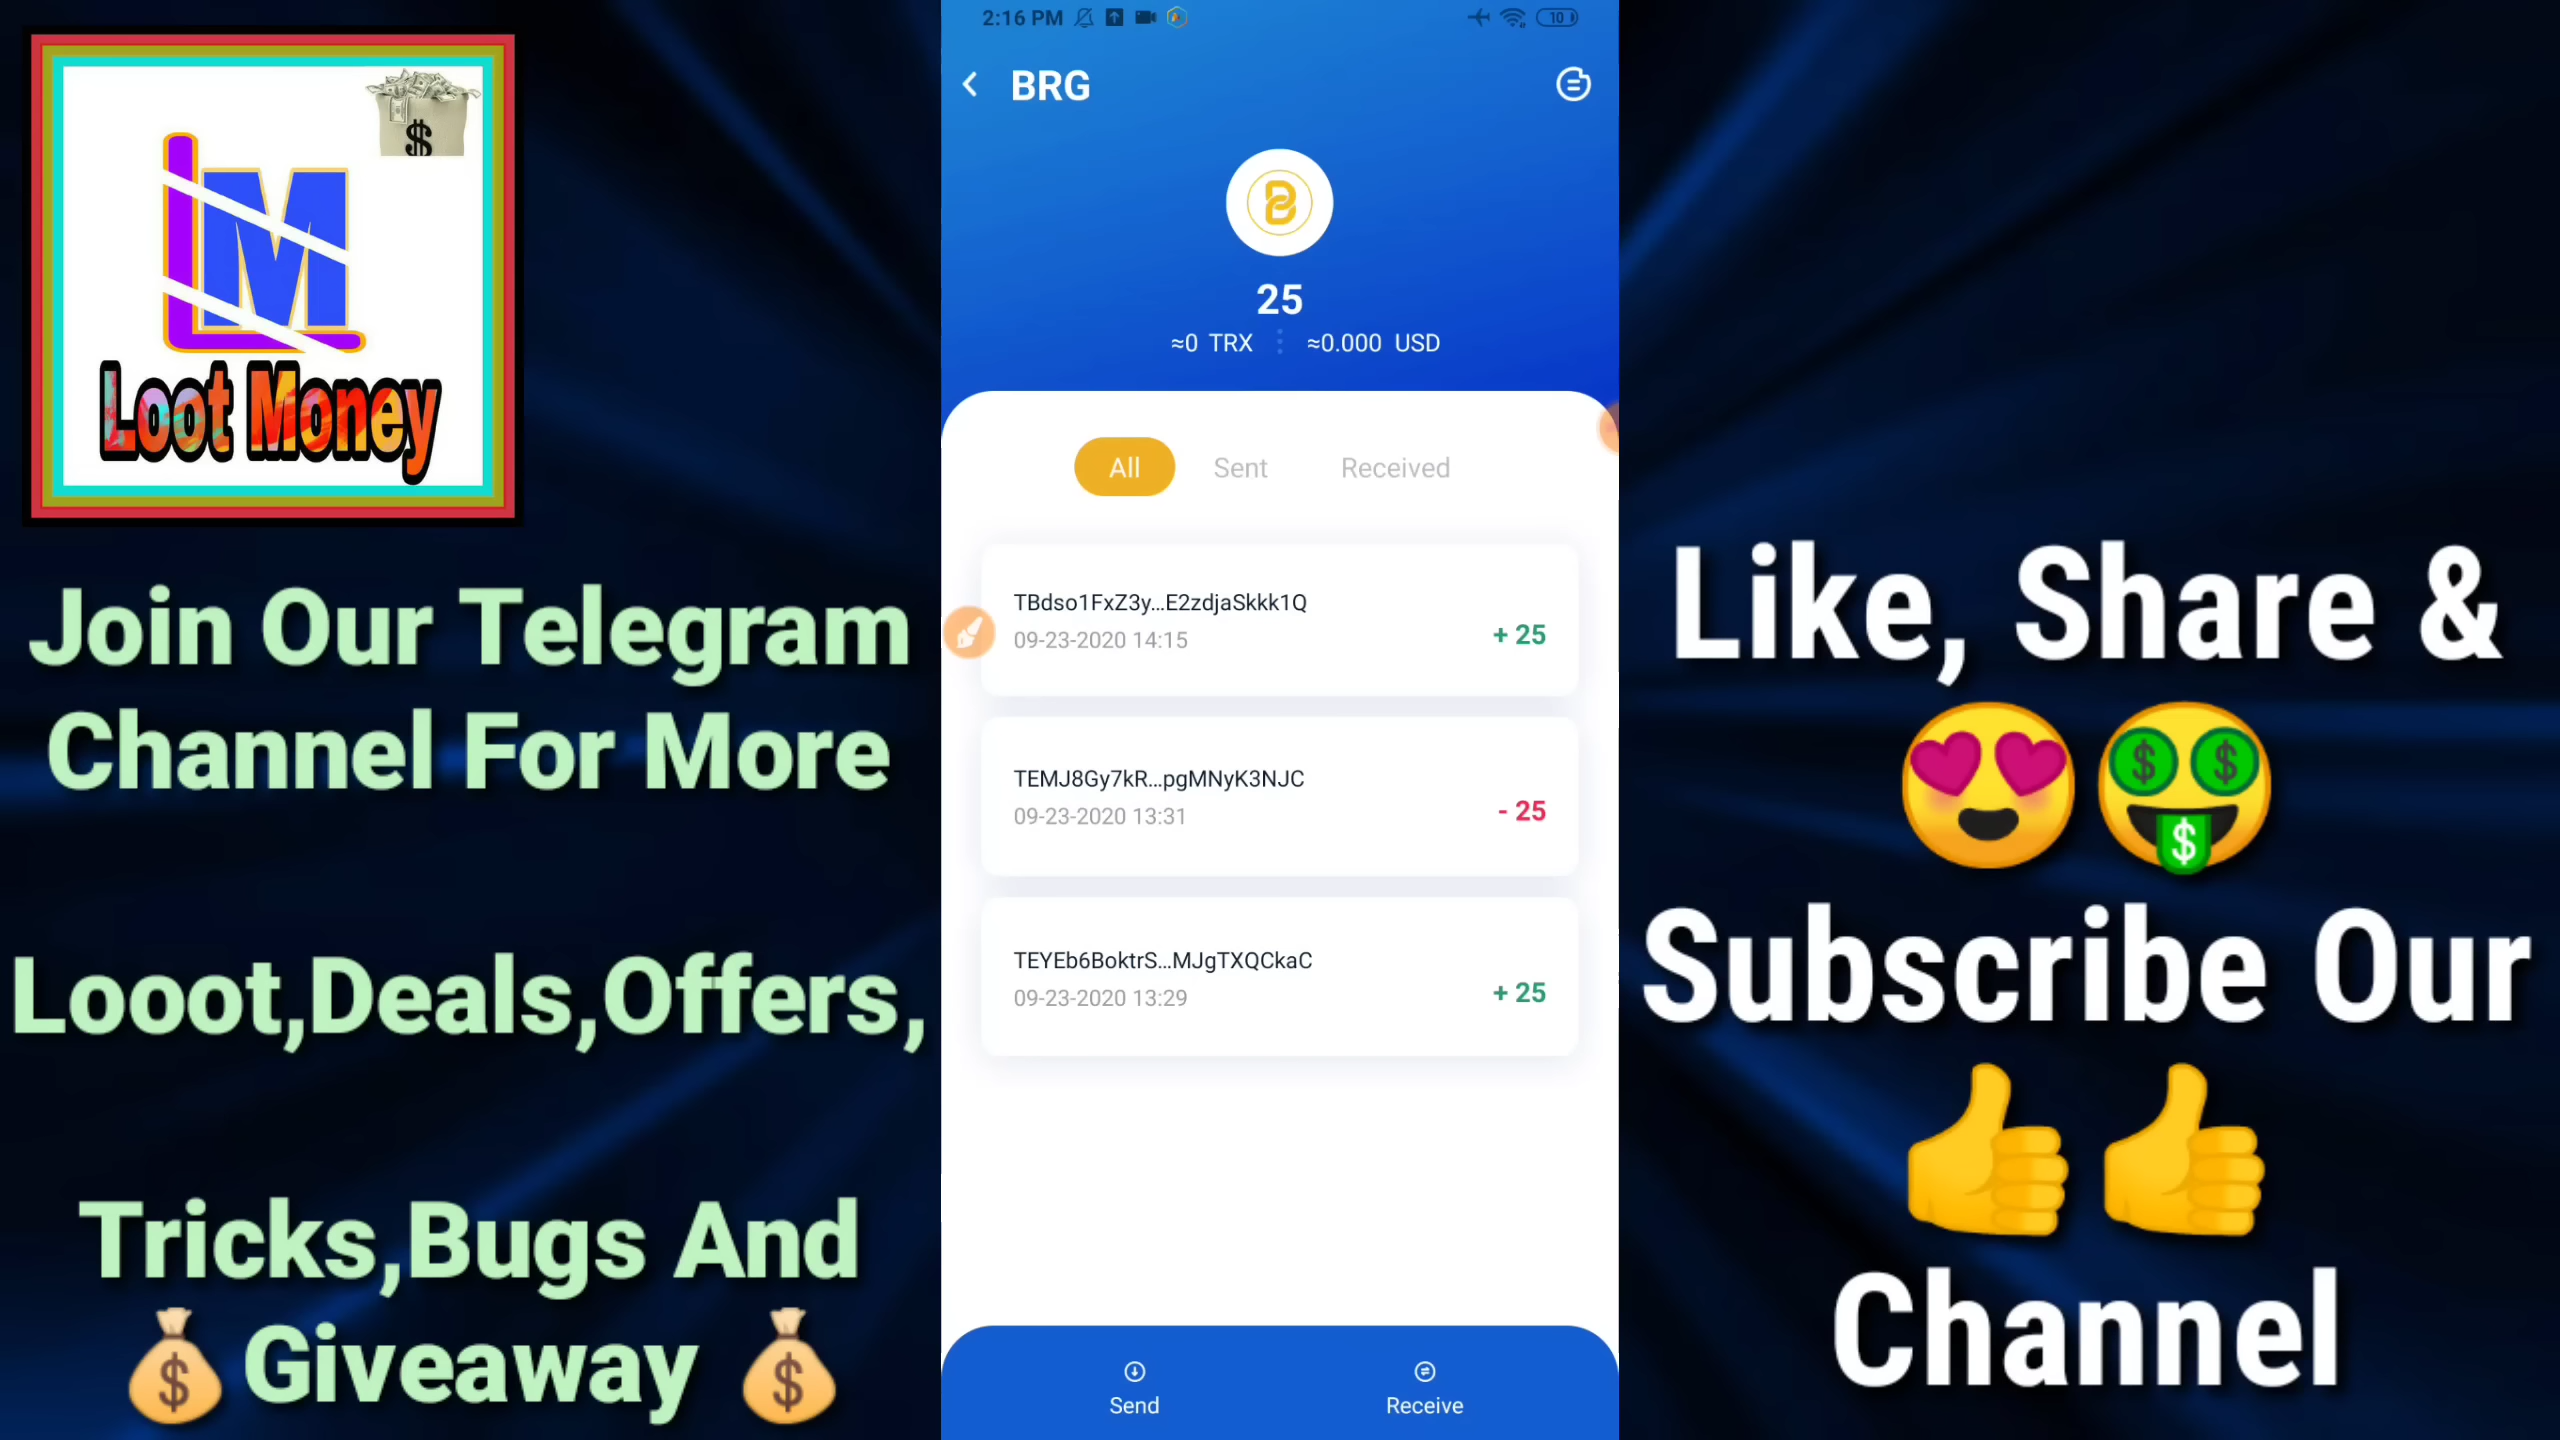 LM
$
Loot Money
Join Our Telegram
Channel For More
Looot,Deals,Offers,
Tricks,Bugs And
Giveaway
2:16 PM
10
BRG
25
≈0 TRX
≈0.000 USD
All
Sent
Received
TBdso1FxZ3y...E2zdjaSkkk1Q
09-23-2020 14:15
+ 25
TEMJ8Gy7kR...pgMNyK3NJC
09-23-2020 13:31
- 25
TEYEb6BoktrS...MJgTXQCkaC
09-23-2020 13:29
+ 25
Send
Receive
Like, Share &
Subscribe Our
Channel